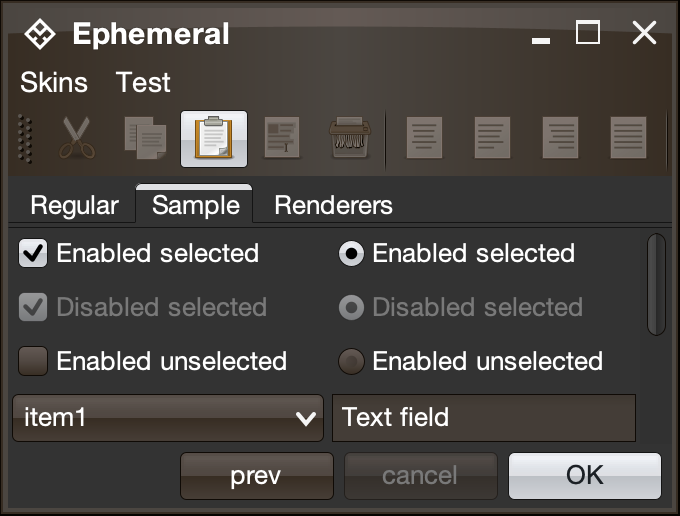 Ephemeral
Skins Test
Regular Sample Renderers
Enabled selected Enabled selected
Disabled selected Disabled selected
Enabled unselected Enabled unselected
item1 Text field
prev cancel OK